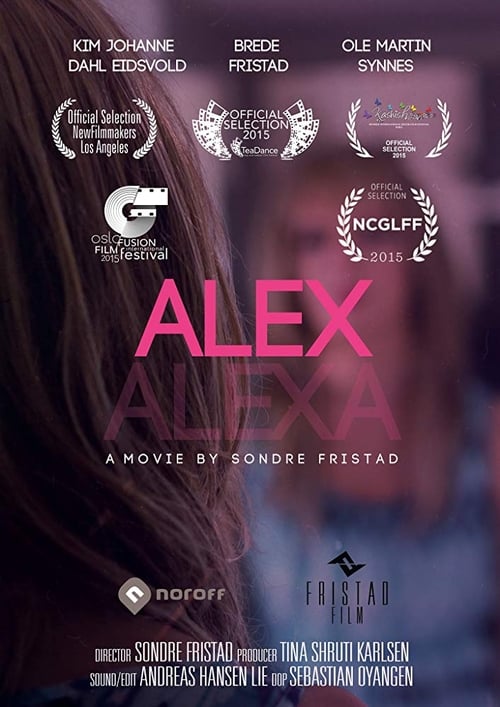 KIM JOHANNE
DAHL EIDSVOLD
BREDE
FRISTAD
OLE MARTIN
SYNNES
Official Selection
NewFilmmakers
Los Angeles
OFFICIAL
SELECTION
2015
TeaDance
Kashish
OFFICIAL
SELECTION
2015
oslo FUSION
FILM international
2015 festival
OFFICIAL
SELECTION
NCGLFF
2015
ALEX
ALEXA
A MOVIE BY SONDRE FRISTAD
noroff
FRISTAD
FILM
DIRECTOR SONDRE FRISTAD PRODUCER TINA SHRUTI KARLSEN
SOUND/EDIT ANDREAS HANSEN LIE DOP SEBASTIAN OYANGEN